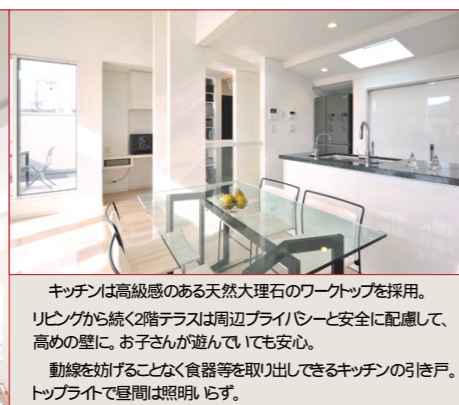 キッチンは高級感のある天然大理石のワークトップを採用。
リビングから続く2階テラスは周辺プライバシーと安全に配慮して、
高めの壁に。お子さんが遊んでいても安心。
動線を妨げることなく食器等を取り出しできるキッチンの引き戸。
トップライトで昼間は照明いらず。